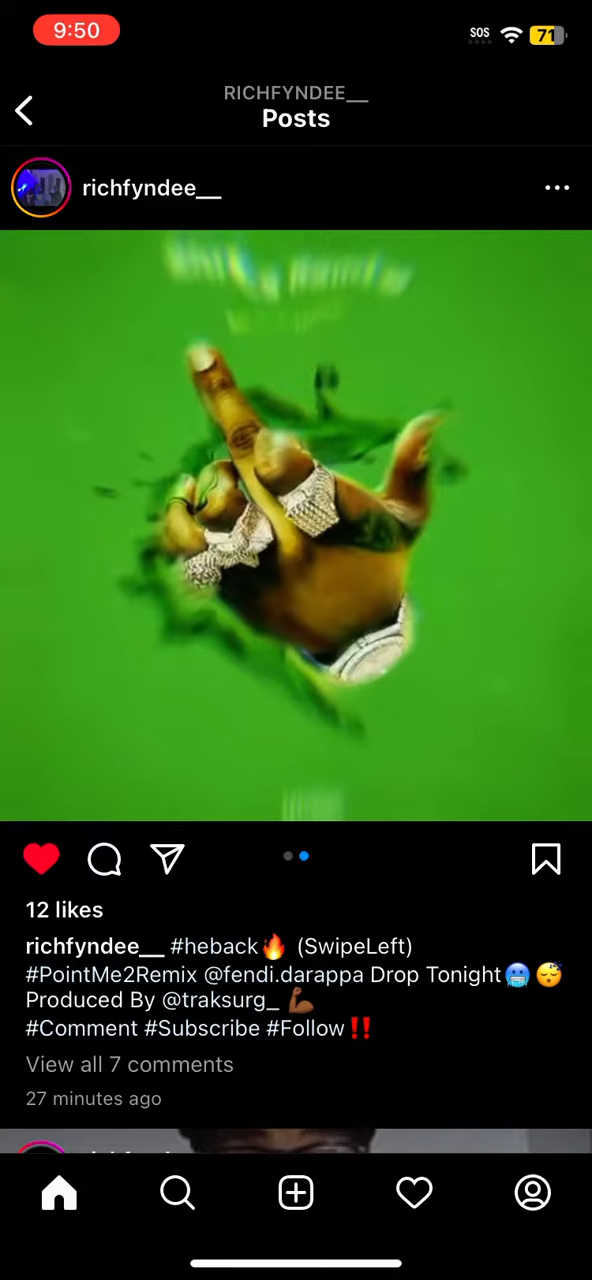 9:50
SOS
71
RICHFYNDEE__
Posts
richfyndee__
12 likes
richfyndee__ #heback🔥 (SwipeLeft)
#PointMe2Remix @fendi.darappa Drop Tonight🥶😴
Produced By @traksurg_ 💪🏾
#Comment #Subscribe #Follow‼️
View all 7 comments
27 minutes ago